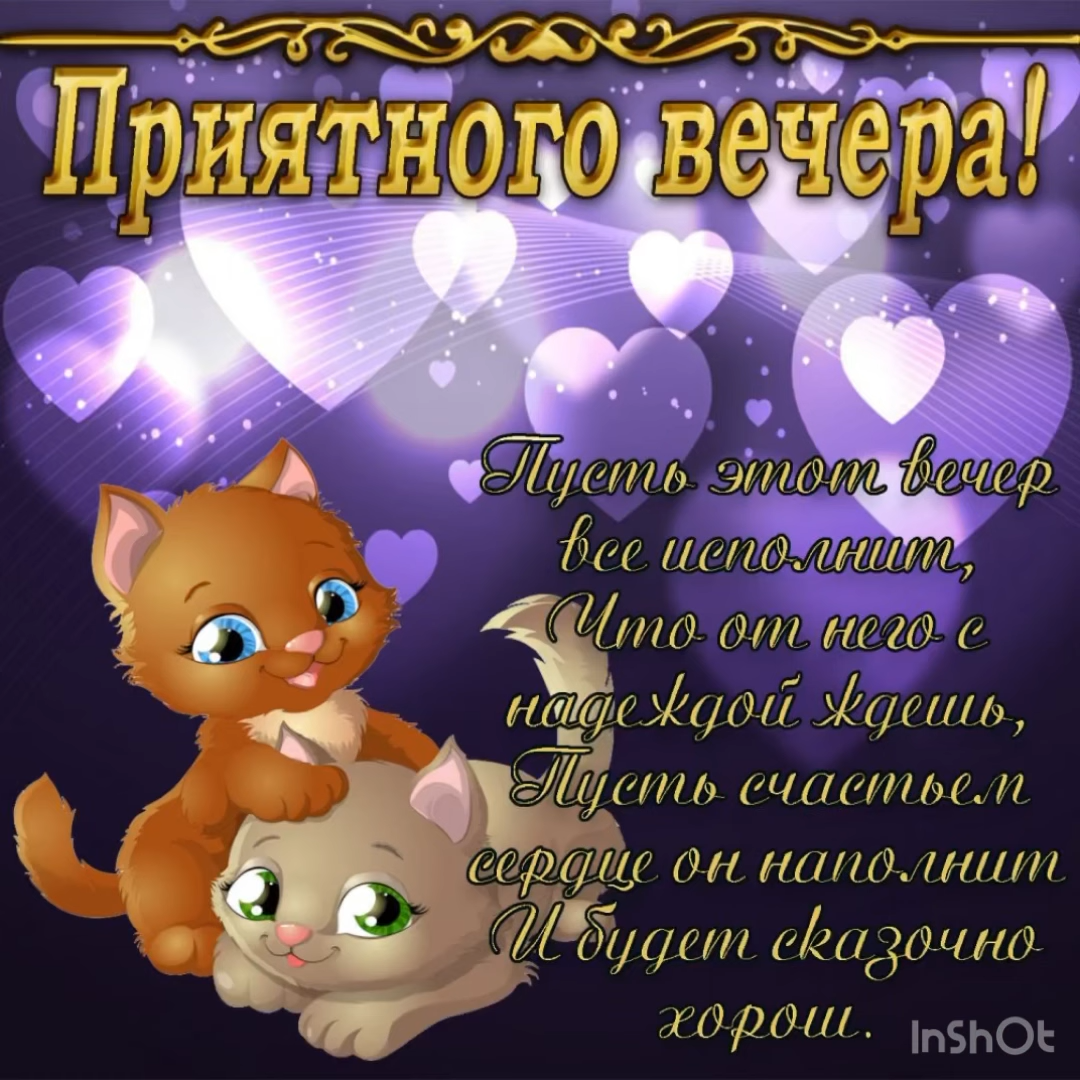 Приятного вечера!
Пусть этот вечер
все исполнит,
Что от него с
надеждой ждешь,
Пусть счастьем
сердце он наполнит
И будет сказочно
хорош.
InShOt